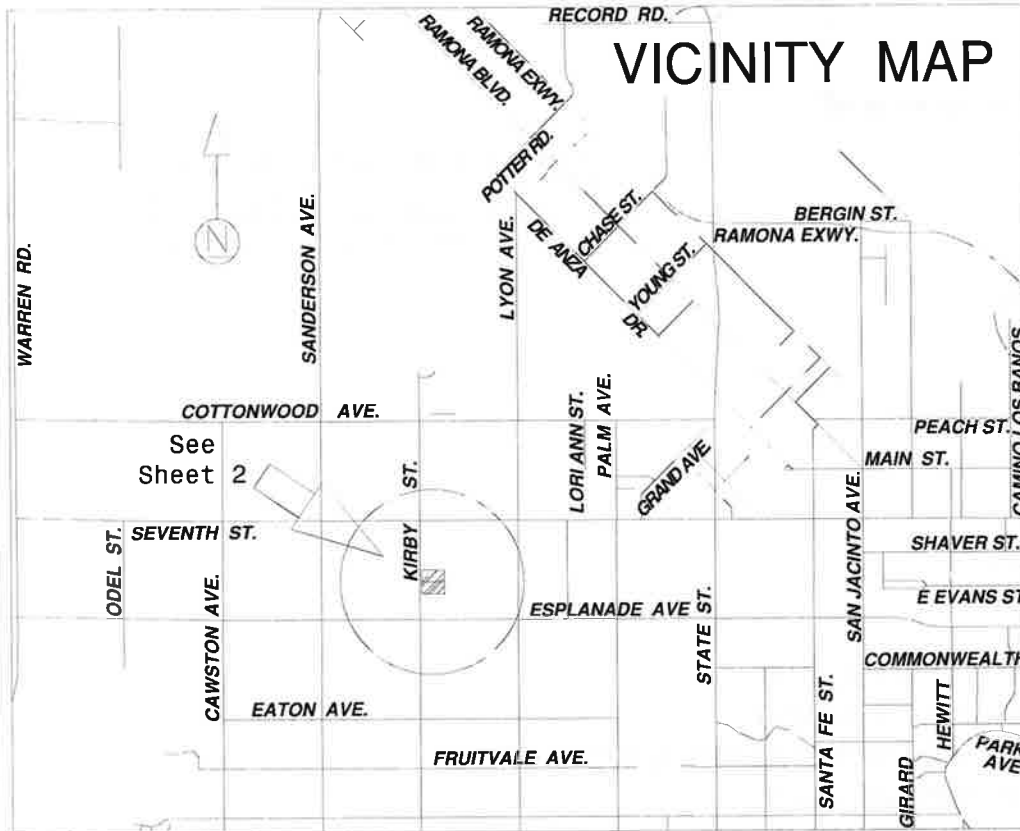 RECORD RD.
VICINITY MAP
RAMONA EXWY.
RAMONA BLVD.
POTTER RD.
CHASE ST.
DE ANZA
DR.
YOUNG ST.
BERGIN ST.
RAMONA EXWY.
N
WARREN RD.
SANDERSON AVE.
LYON AVE.
COTTONWOOD AVE.
See
Sheet 2
KIRBY ST.
LORI ANN ST.
PALM AVE.
GRAND AVE.
PEACH ST.
MAIN ST.
CAMINO LOS BANOS
SEVENTH ST.
ODEL ST.
CAWSTON AVE.
ESPLANADE AVE
STATE ST.
SAN JACINTO AVE.
SHAVER ST.
E EVANS ST
COMMONWEALTH
EATON AVE.
FRUITVALE AVE.
SANTA FE ST.
GIRARD
HEWITT
PARK
AVE